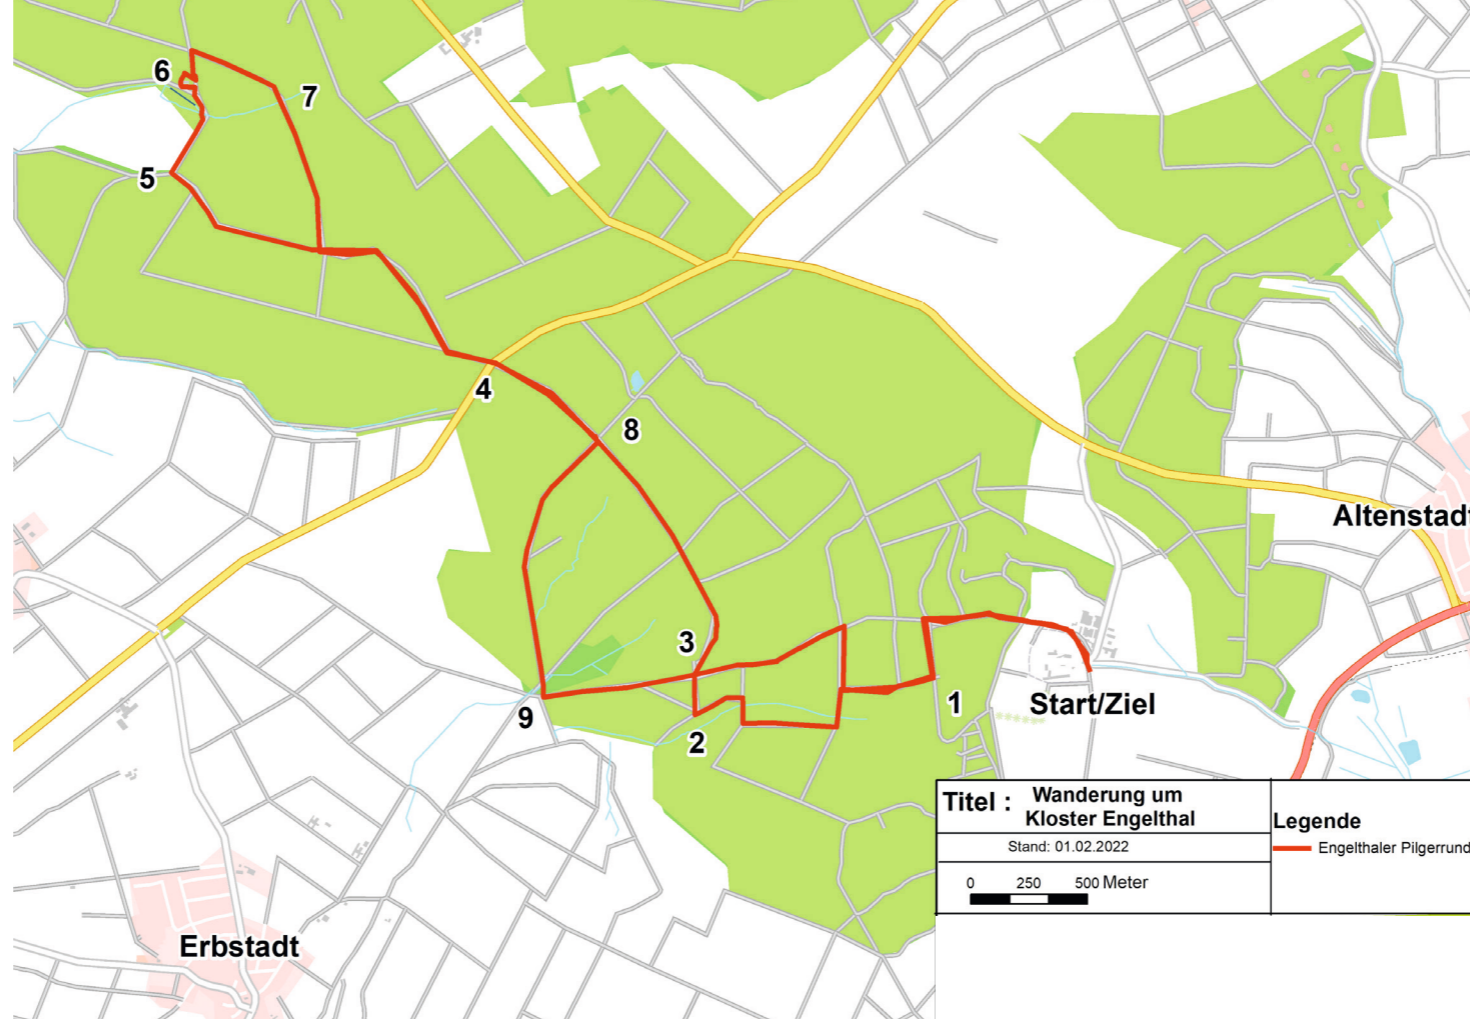 6
7
5
4
8
Altenstadt
3
1
Start/Ziel
9
2
Titel : Wanderung um
Kloster Engelthal
Stand: 01.02.2022
0 250 500 Meter
Legende
Engelthaler Pilgerrund
Erbstadt